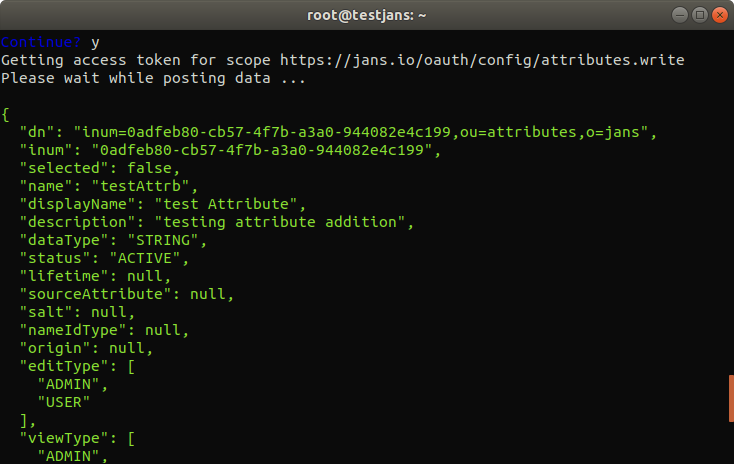 root@testjans: ~
Continue? y
Getting access token for scope https://jans.io/oauth/config/attributes.write
Please wait while posting data ...
{
  "dn": "inum=0adfeb80-cb57-4f7b-a3a0-944082e4c199,ou=attributes,o=jans",
  "inum": "0adfeb80-cb57-4f7b-a3a0-944082e4c199",
  "selected": false,
  "name": "testAttrb",
  "displayName": "test Attribute",
  "description": "testing attribute addition",
  "dataType": "STRING",
  "status": "ACTIVE",
  "lifetime": null,
  "sourceAttribute": null,
  "salt": null,
  "nameIdType": null,
  "origin": null,
  "editType": [
    "ADMIN",
    "USER"
  ],
  "viewType": [
    "ADMIN",